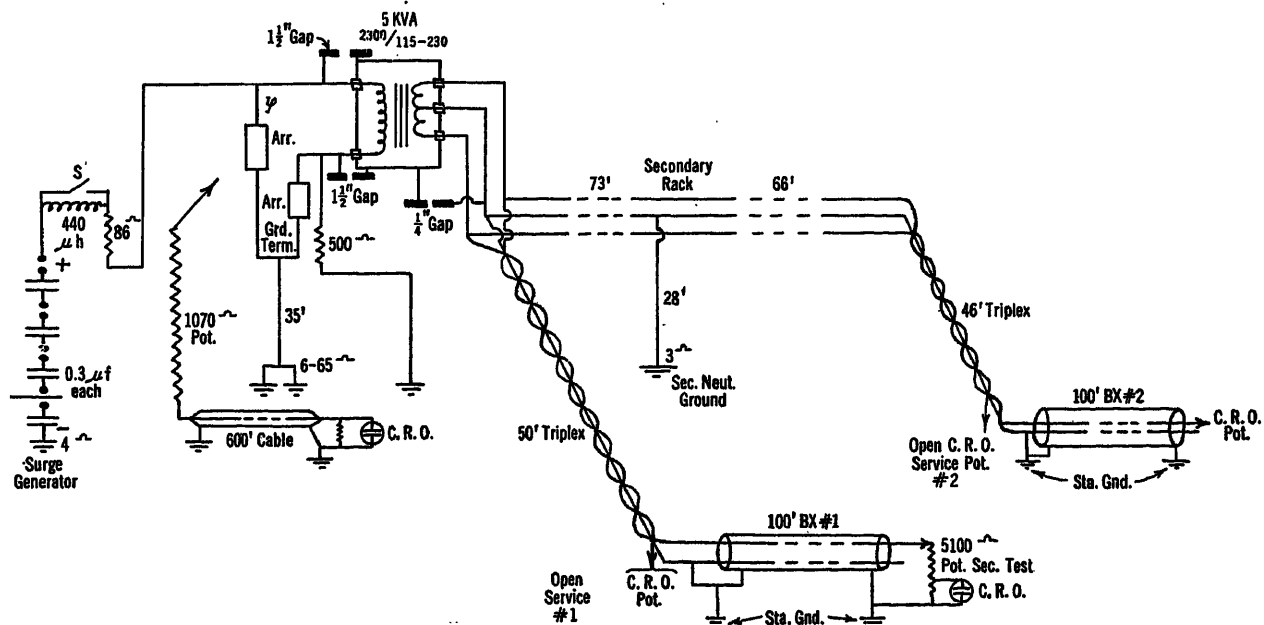 5 KVA
2300/115-230
1½" Gap
φ
Arr.
S
440
μh
86
+
Arr.
Grd.
Term.
1½" Gap
¼" Gap
500
Secondary
Rack
73'
66'
1070
Pot.
35'
6-65
0.3 μf
each
-
4
Surge
Generator
600' Cable
C. R. O.
28'
3
Sec. Neut.
Ground
46' Triplex
50' Triplex
100' BX #2
C. R. O.
Pot.
Open C. R. O.
Service Pot.
#2
Sta. Gnd.
100' BX #1
5100
Pot. Sec. Test
C. R. O.
Open
Service
#1
C. R. O.
Pot.
Sta. Gnd.